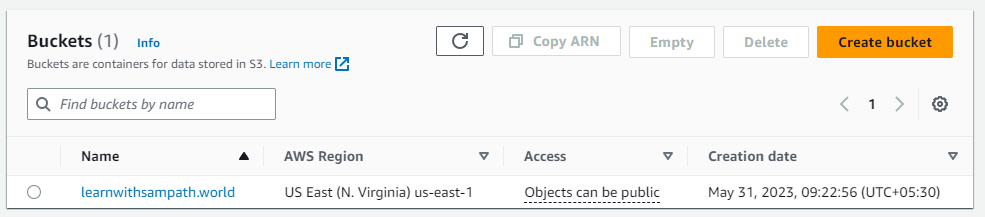 Buckets (1) Info
Copy ARN Empty Delete Create bucket
Buckets are containers for data stored in S3. Learn more
Find buckets by name
1
Name AWS Region Access Creation date
learnwithsampath.world US East (N. Virginia) us-east-1 Objects can be public May 31, 2023, 09:22:56 (UTC+05:30)